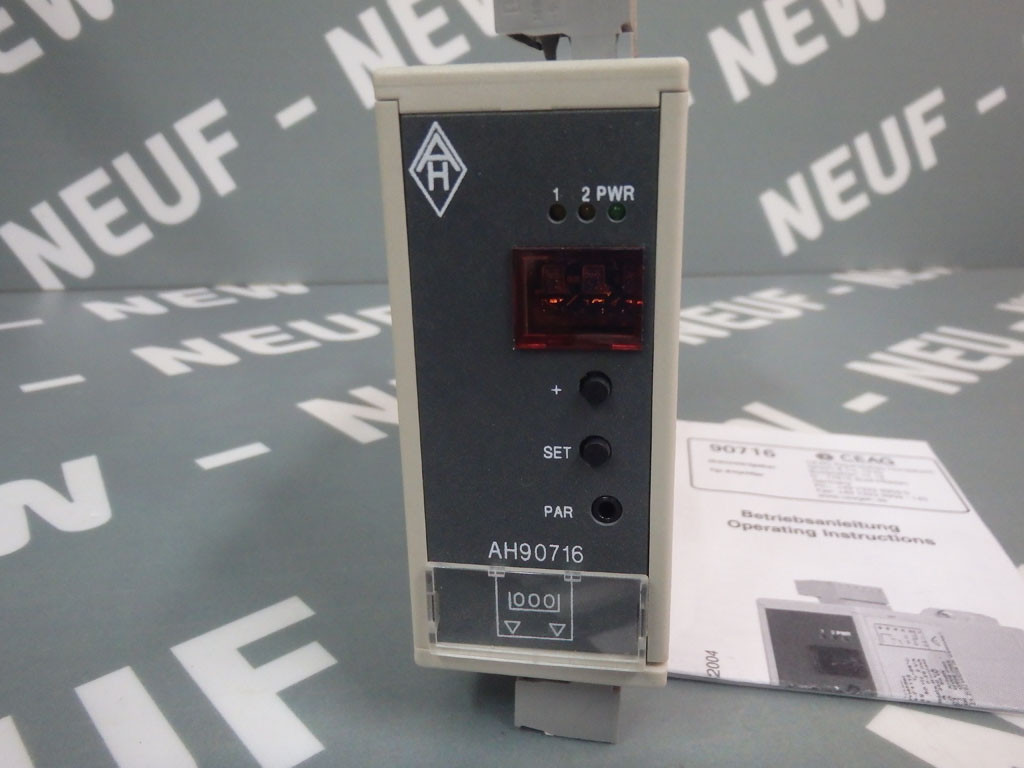 NEW - NEUF - NEW
NEUF - NEW
NEW - NEUF
NEUF - NEU
NEW - NEUF
NEW
NEUF
AH
1 2 PWR
+
SET
PAR
AH90716
000
90716 CEAG
Betriebsanleitung
Operating Instructions
2004